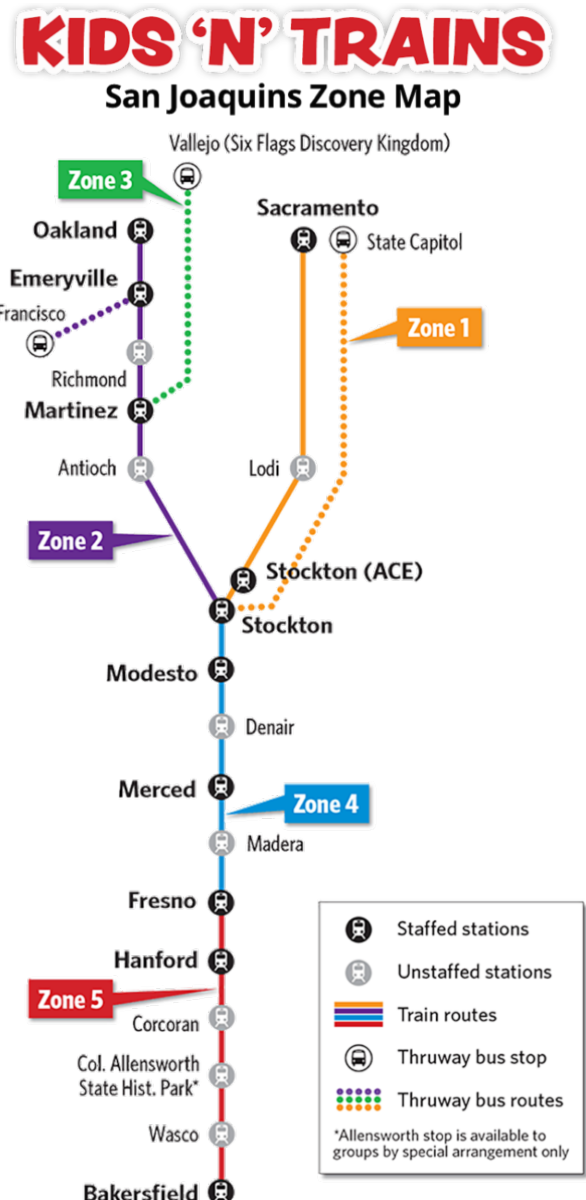 KIDS ‘N’ TRAINS
San Joaquins Zone Map
Vallejo (Six Flags Discovery Kingdom)
Zone 3
Sacramento
Oakland
State Capitol
Emeryville
Francisco
Zone 1
Richmond
Martinez
Antioch
Lodi
Zone 2
Stockton (ACE)
Stockton
Modesto
Denair
Merced
Zone 4
Madera
Fresno
Hanford
Zone 5
Corcoran
Col. Allensworth
State Hist. Park*
Wasco
Bakersfield
Staffed stations
Unstaffed stations
Train routes
Thruway bus stop
Thruway bus routes
*Allensworth stop is available to
groups by special arrangement only